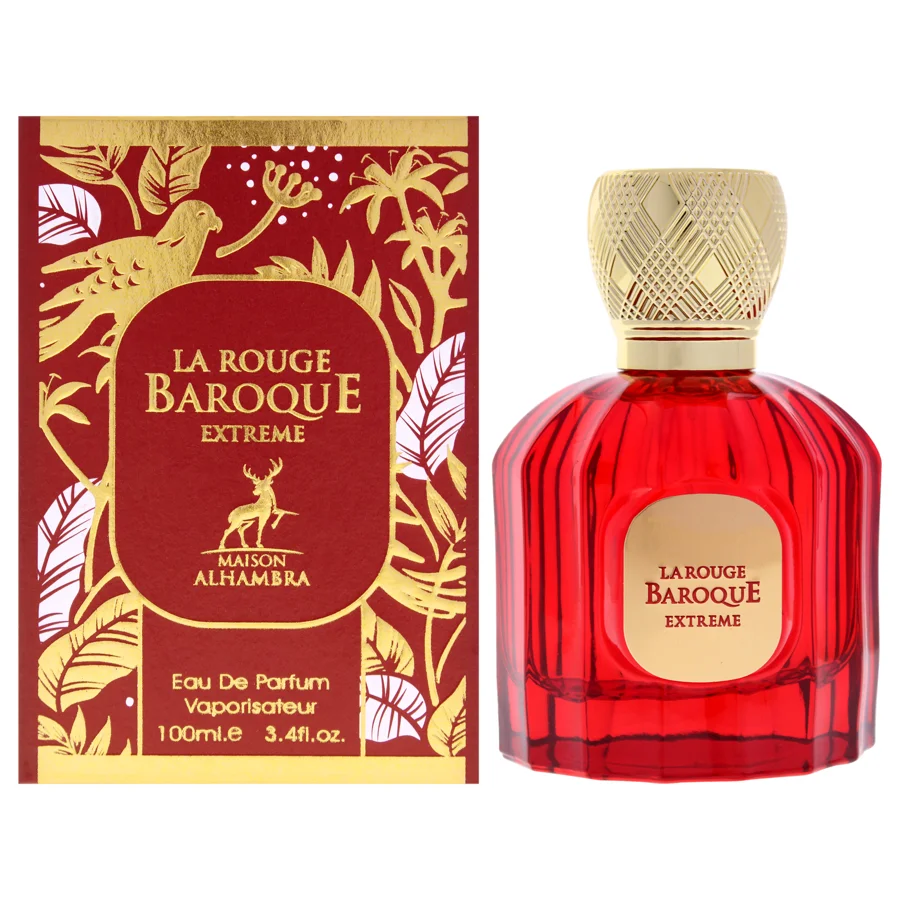 LA ROUGE
BAROQUE
EXTREME
MAISON
ALHAMBRA
Eau De Parfum
Vaporisateur
100ml.e 3.4fl.oz.
LA ROUGE
BAROQUE
EXTREME